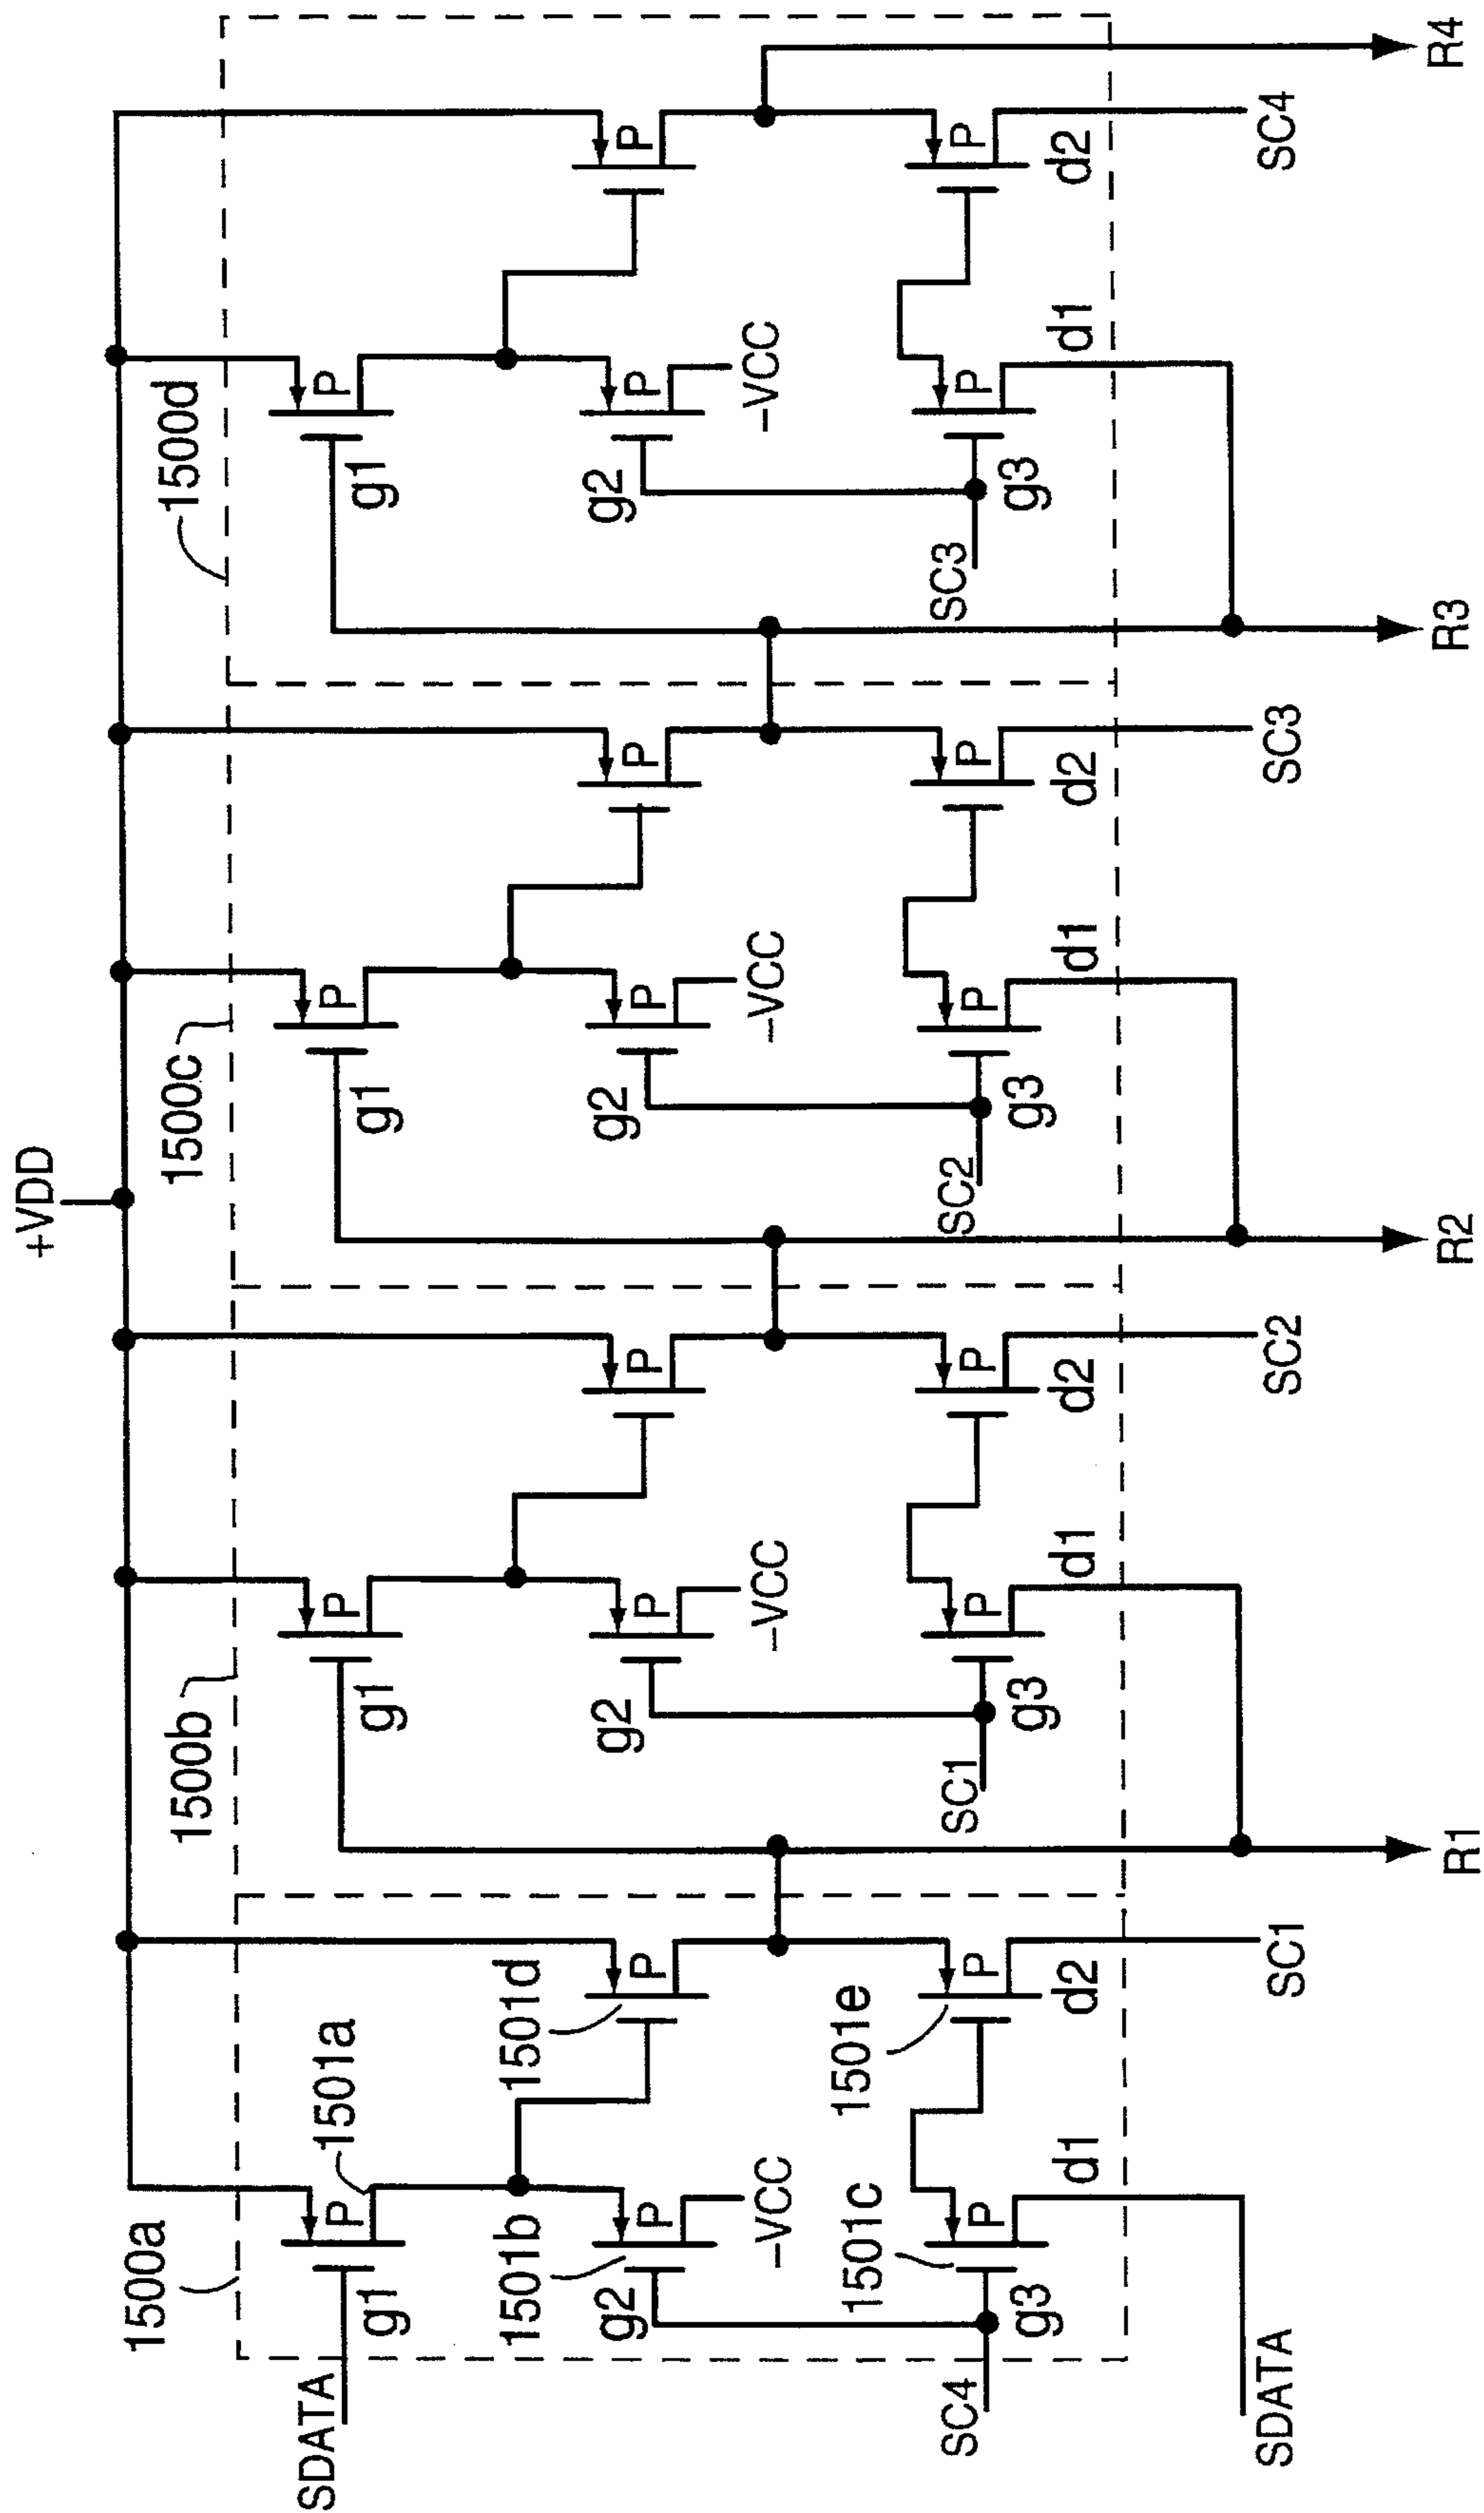 +VDD
1500a
1500b
1500c
1500d
SDATA
g1
P
1501a
1501b
g2
P
-VCC
1501d
P
SC4
g3
1501c
P
d1
1501e
P
d2
SDATA
SC1
R1
g1
P
g2
P
-VCC
P
SC1
g3
P
d1
P
d2
SC2
R2
g1
P
g2
P
-VCC
P
SC2
g3
P
d1
P
d2
SC3
R3
g1
P
g2
P
-VCC
P
SC3
g3
P
d1
P
d2
SC4
R4